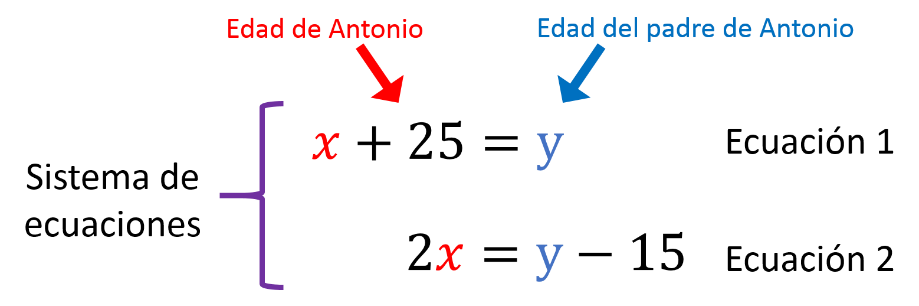 Edad de Antonio
Edad del padre de Antonio
x + 25 = y
Ecuación 1
Sistema de
ecuaciones
2x = y − 15
Ecuación 2